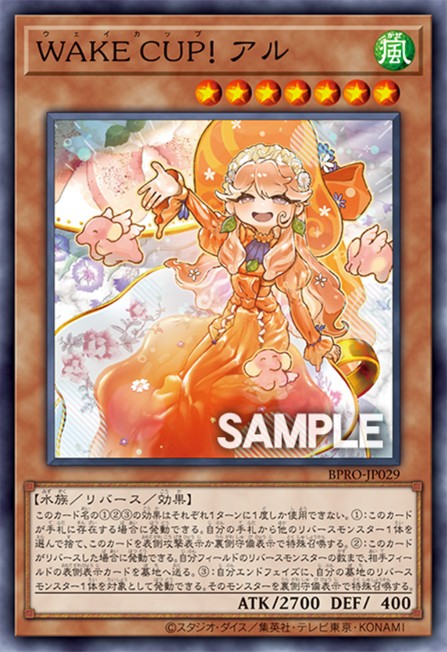 ウェイカップ
WAKE CUP! アル
かぜ
風
SAMPLE
BPRO-JP029
【水族／リバース／効果】
このカード名の①②③の効果はそれぞれ1ターンに1度しか使用できない。①：このカード
が手札に存在する場合に発動できる。自分の手札から他のリバースモンスター1体を
選んで捨て、このカードを表側攻撃表示か裏側守備表示で特殊召喚する。②：このカード
がリバースした場合に発動できる。自分フィールドのリバースモンスターの数まで、相手フィ
ールドの表側表示カードを墓地へ送る。③：自分エンドフェイズに、自分の墓地のリバース
モンスター1体を対象として発動できる。そのモンスターを裏側守備表示で特殊召喚する。
ATK/2700 DEF/ 400
©スタジオ・ダイス／集英社・テレビ東京・KONAMI